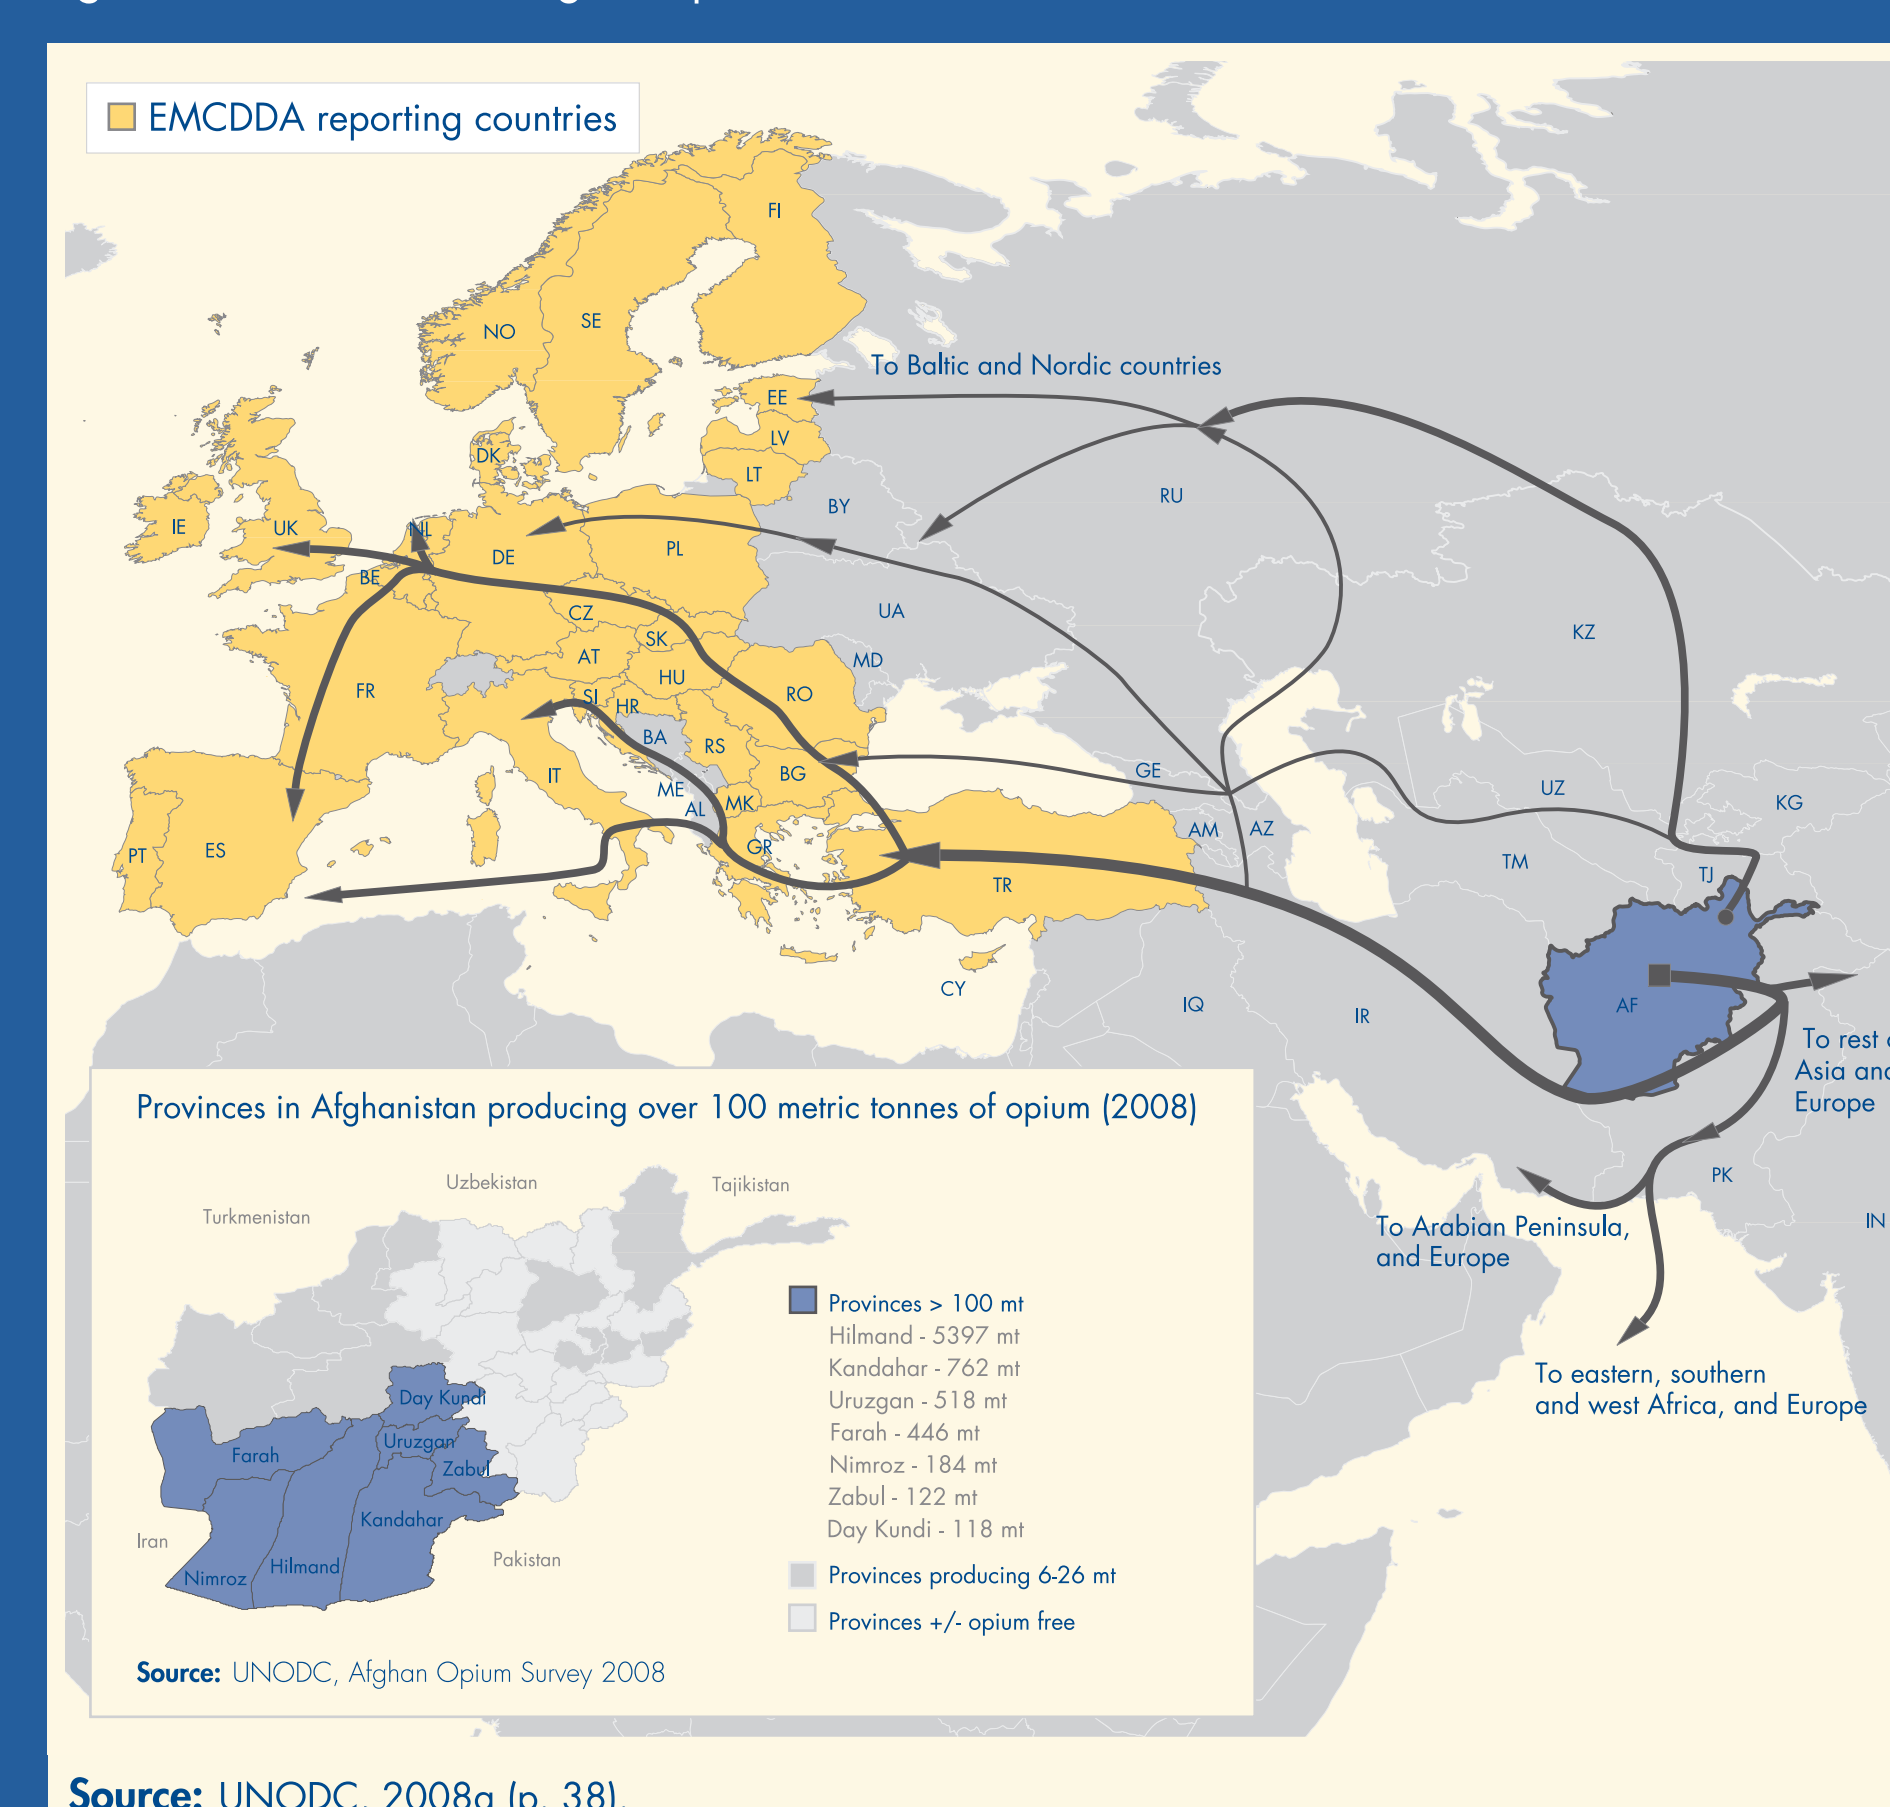 EMCDDA reporting countries
FI
NO
SE
To Baltic and Nordic countries
EE
LV
LT
DK
BY
RU
IE
UK
NL
DE
PL
BE
CZ
UA
KZ
SK
AT
MD
HU
FR
RO
SI
HR
BA
RS
IT
BG
GE
ME
MK
AL
UZ
KG
AM
AZ
GR
PT
ES
TM
TJ
TR
CY
IQ
IR
AF
To rest
Asia
Europe
PK
IN
To Arabian Peninsula,
and Europe
To eastern, southern
and west Africa, and Europe
Provinces in Afghanistan producing over 100 metric tonnes of opium (2008)
Uzbekistan
Tajikistan
Turkmenistan
Day Kundi
Farah
Uruzgan
Zabul
Kandahar
Iran
Hilmand
Nimroz
Pakistan
Provinces > 100 mt
Hilmand - 5397 mt
Kandahar - 762 mt
Uruzgan - 518 mt
Farah - 446 mt
Nimroz - 184 mt
Zabul - 122 mt
Day Kundi - 118 mt
Provinces producing 6-26 mt
Provinces +/- opium free
Source: UNODC, Afghan Opium Survey 2008
Source: UNODC, 2008a (p. 38).